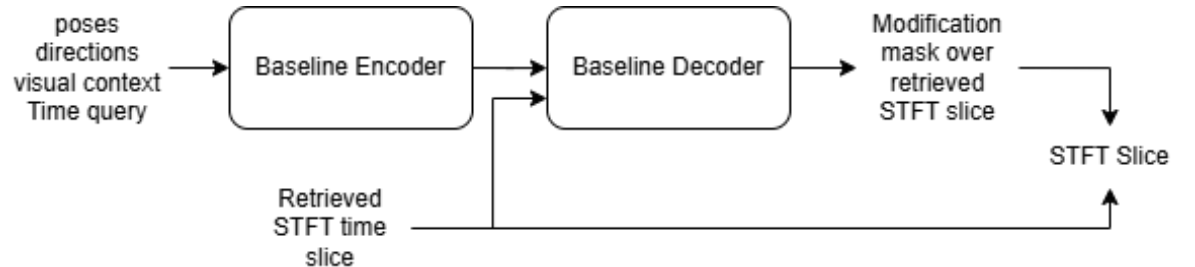 poses
directions
visual context
Time query
Baseline Encoder
Baseline Decoder
Modification
mask over
retrieved
STFT slice
STFT Slice
Retrieved
STFT time
slice